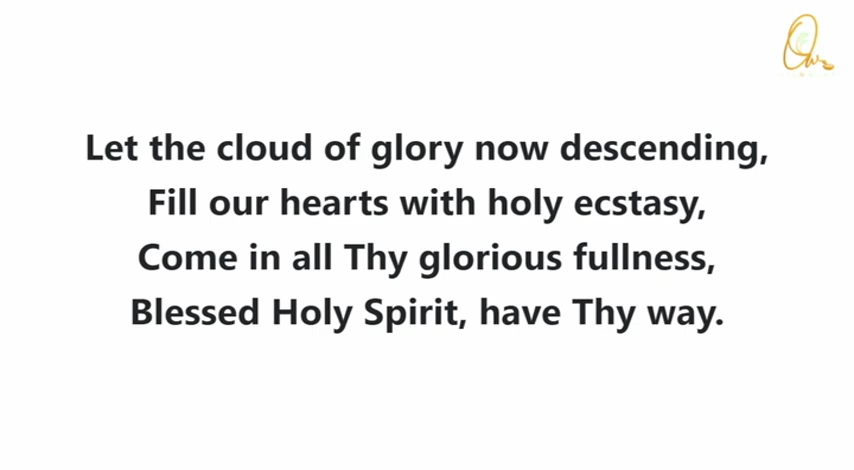 Let the cloud of glory now descending,
Fill our hearts with holy ecstasy,
Come in all Thy glorious fullness,
Blessed Holy Spirit, have Thy way.